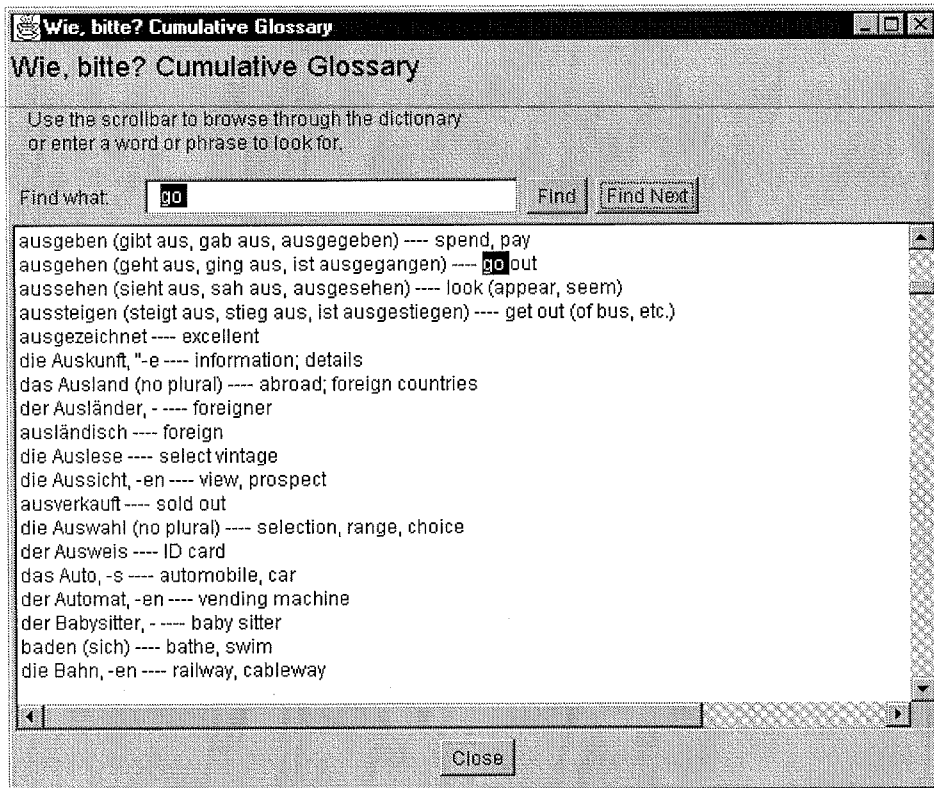 Wie, bitte? Cumulative Glossary
Wie, bitte? Cumulative Glossary
Use the scrollbar to browse through the dictionary
or enter a word or phrase to look for.
Find what: go Find Find Next
ausgeben (gibt aus, gab aus, ausgegeben) ---- spend, pay
ausgehen (geht aus, ging aus, ist ausgegangen) ---- go out
aussehen (sieht aus, sah aus, ausgesehen) ---- look (appear, seem)
aussteigen (steigt aus, stieg aus, ist ausgestiegen) ---- get out (of bus, etc.)
ausgezeichnet ---- excellent
die Auskunft, "-e ---- information; details
das Ausland (no plural) ---- abroad; foreign countries
der Ausländer, - ---- foreigner
ausländisch ---- foreign
die Auslese ---- select vintage
die Aussicht, -en ---- view, prospect
ausverkauft ---- sold out
die Auswahl (no plural) ---- selection, range, choice
der Ausweis ---- ID card
das Auto, -s ---- automobile, car
der Automat, -en ---- vending machine
der Babysitter, - ---- baby sitter
baden (sich) ---- bathe, swim
die Bahn, -en ---- railway, cableway
Close